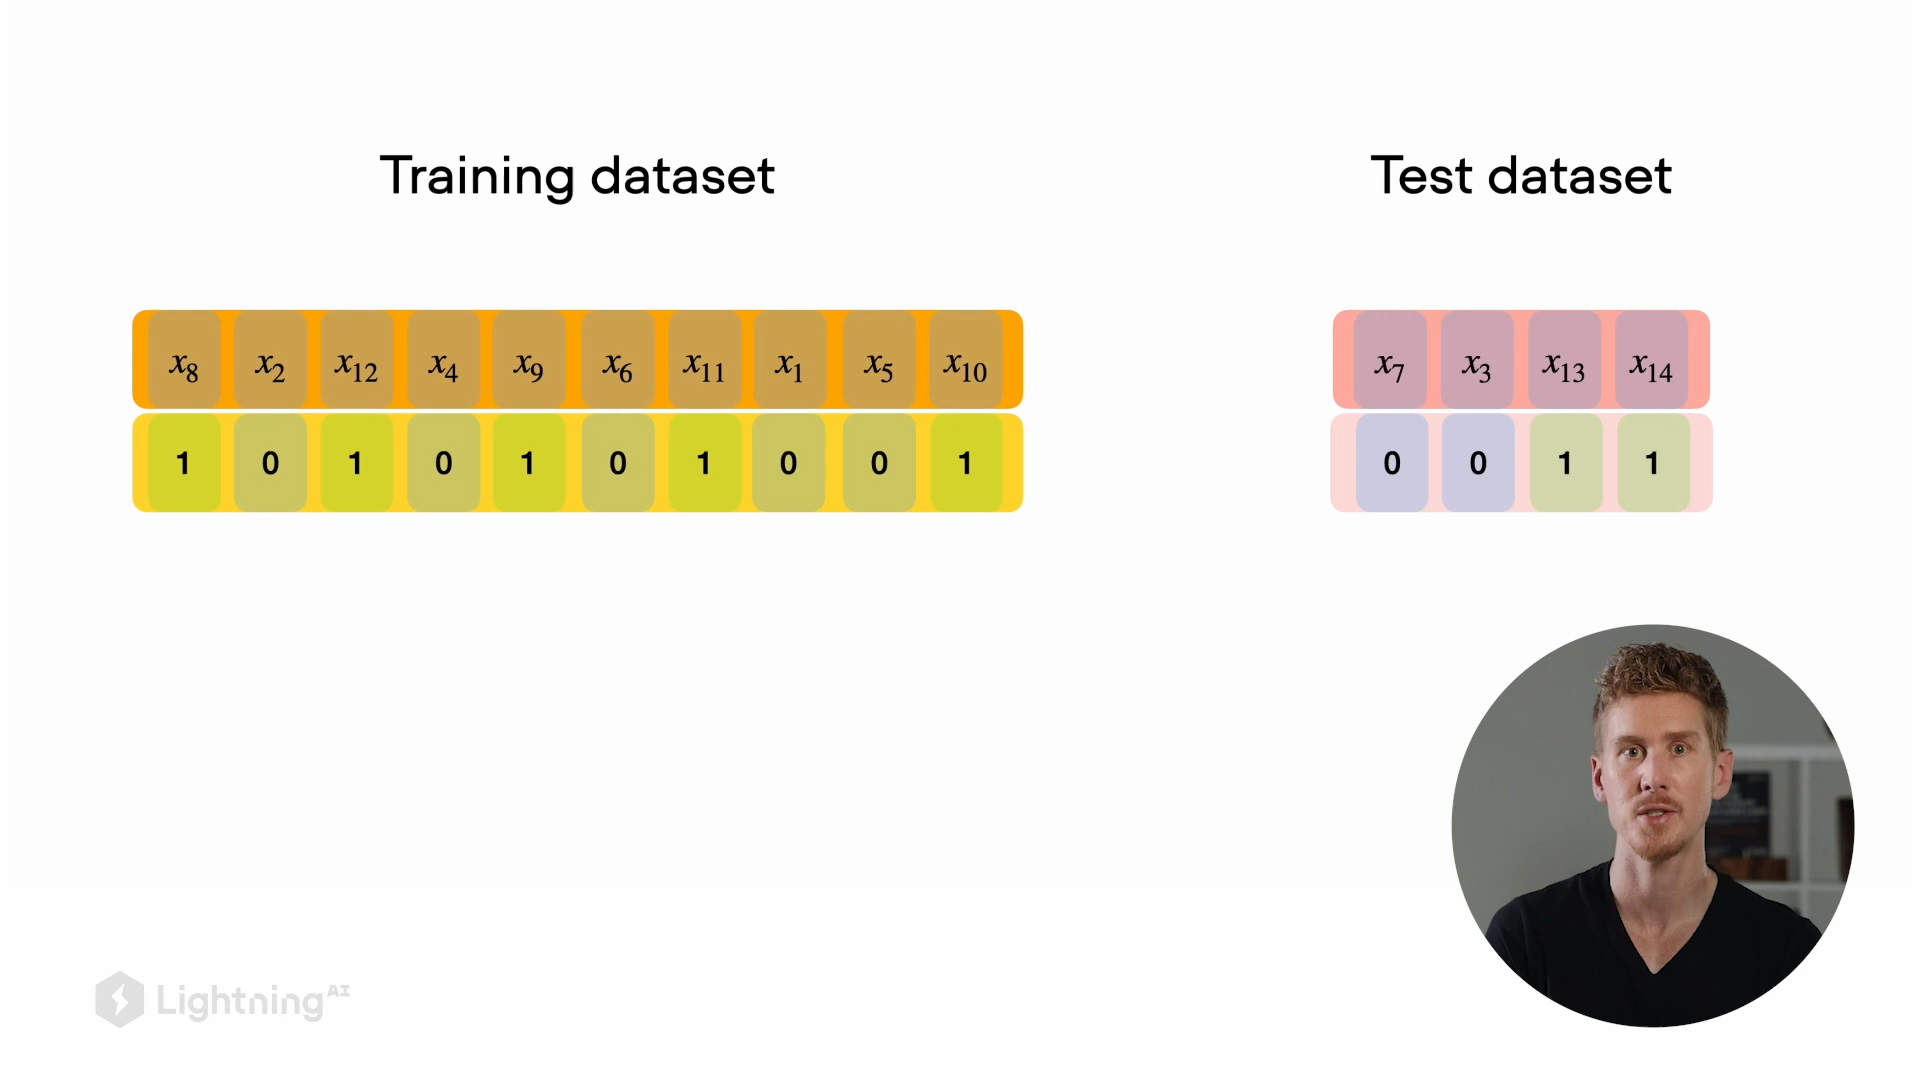 Training dataset
Test dataset
x8 x2 x12 x4 x9 x6 x11 x1 x5 x10
1 0 1 0 1 0 1 0 0 1
x7 x3 x13 x14
0 0 1 1
Lightning AI